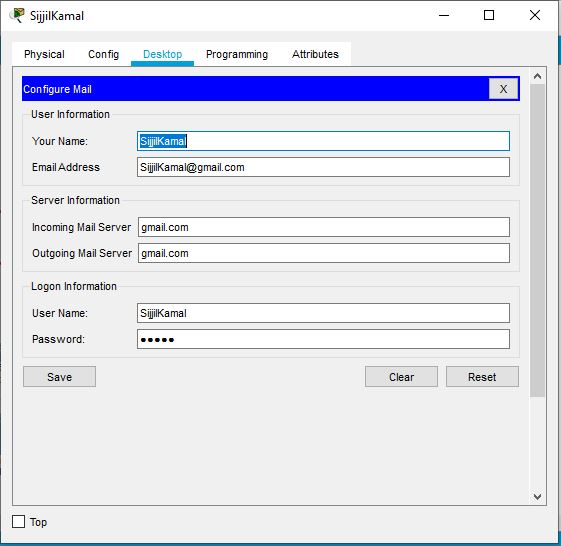 SijjilKamal
Physical Config Desktop Programming Attributes
Configure Mail X
User Information
Your Name: SijjilKamal
Email Address SijjilKamal@gmail.com
Server Information
Incoming Mail Server gmail.com
Outgoing Mail Server gmail.com
Logon Information
User Name: SijjilKamal
Password: ●●●●●
Save Clear Reset
Top